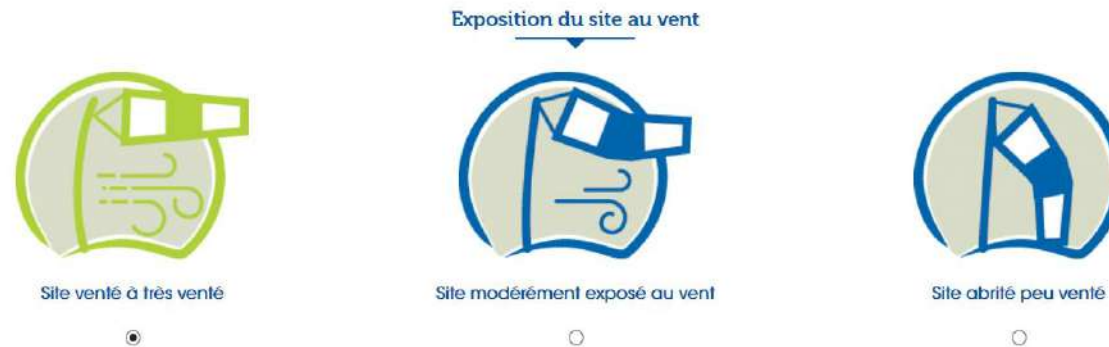 Exposition du site au vent
Site venté à très venté
Site modérément exposé au vent
Site abrité peu venté